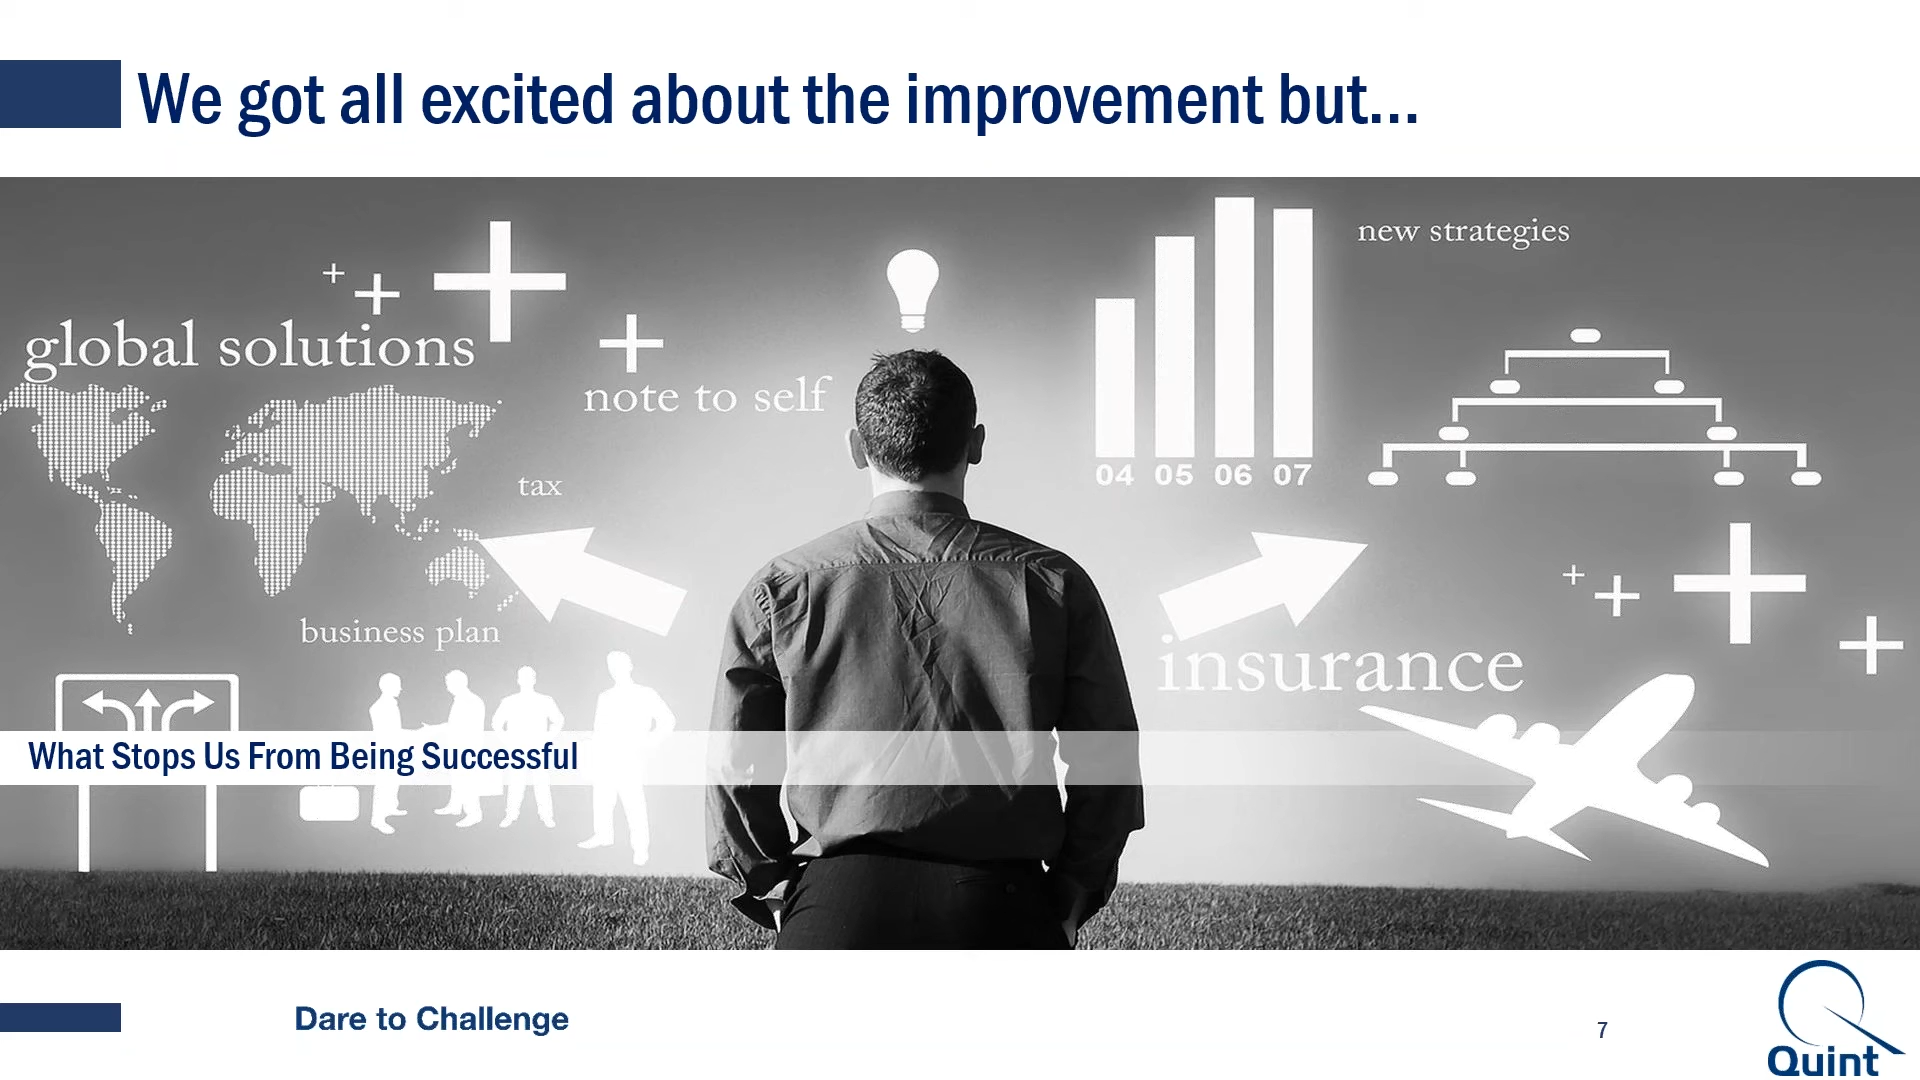 We got all excited about the improvement but...
new strategies
global solutions
note to self
04 05 06 07
tax
business plan
insurance
What Stops Us From Being Successful
Dare to Challenge
7
Quint